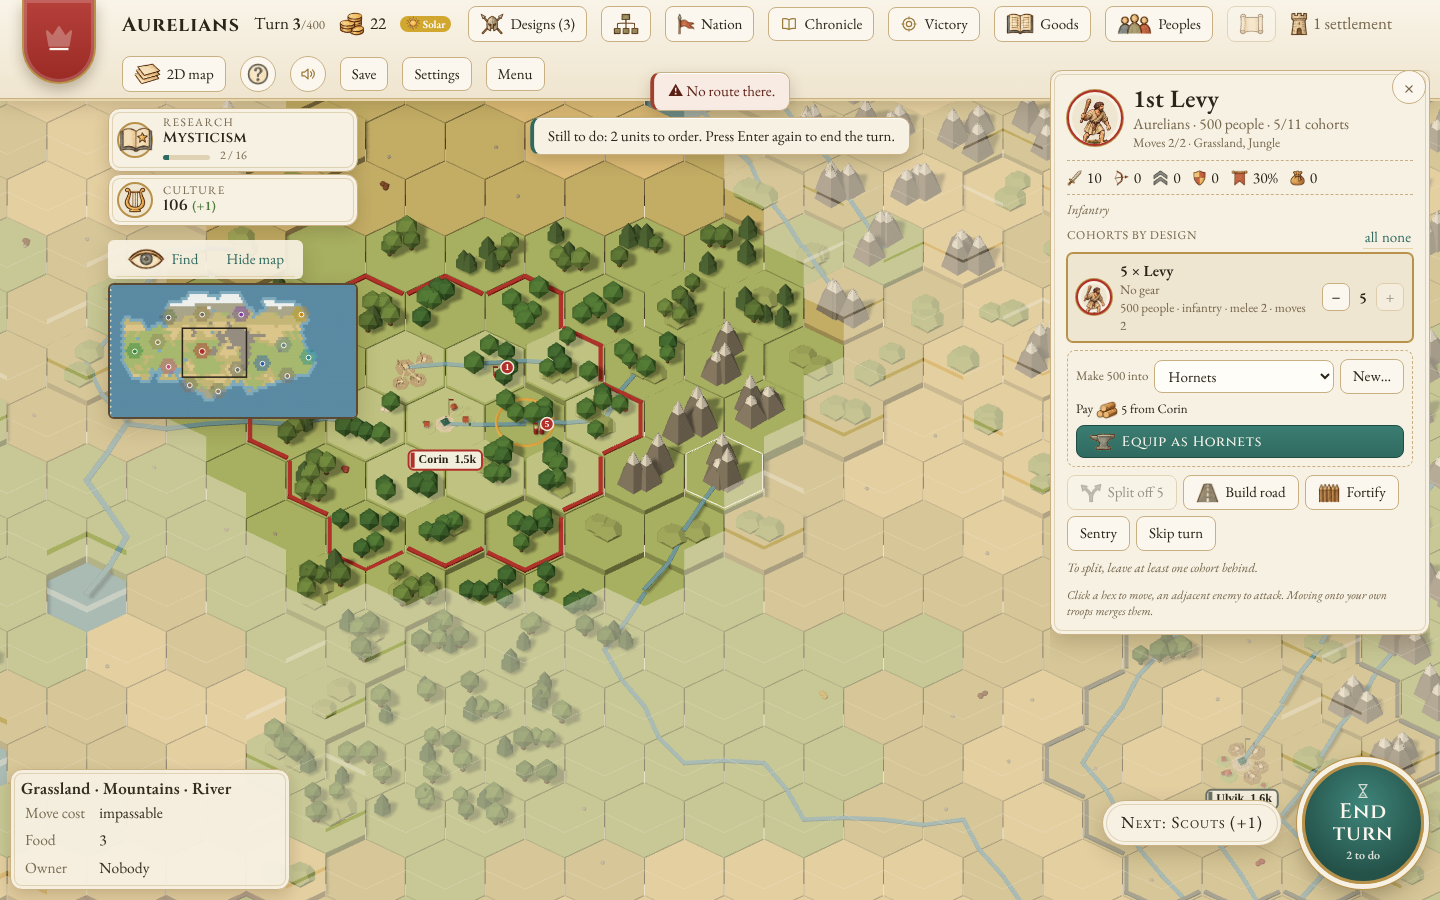 Aurelians
Turn 3/400
22
Solar
Designs (3)
Nation
Chronicle
Victory
Goods
Peoples
1 settlement
2D map
?
Save
Settings
Menu
No route there.
Still to do: 2 units to order. Press Enter again to end the turn.
RESEARCH
Mysticism
2 / 16
CULTURE
106 (+1)
Find
Hide map
1
5
Corin 1.5k
1st Levy
Aurelians · 500 people · 5/11 cohorts
Moves 2/2 · Grassland, Jungle
10 0 0 0 30% 0
Infantry
COHORTS BY DESIGN
all none
5 × Levy
No gear
500 people · infantry · melee 2 · moves
2
− 5 +
Make 500 into
Hornets
New...
Pay 5 from Corin
Equip as Hornets
Split off 5
Build road
Fortify
Sentry
Skip turn
To split, leave at least one cohort behind.
Click a hex to move, an adjacent enemy to attack. Moving onto your own
troops merges them.
Grassland · Mountains · River
Move cost impassable
Food 3
Owner Nobody
Ulvik 1.6k
Next: Scouts (+1)
End
Turn
2 to do